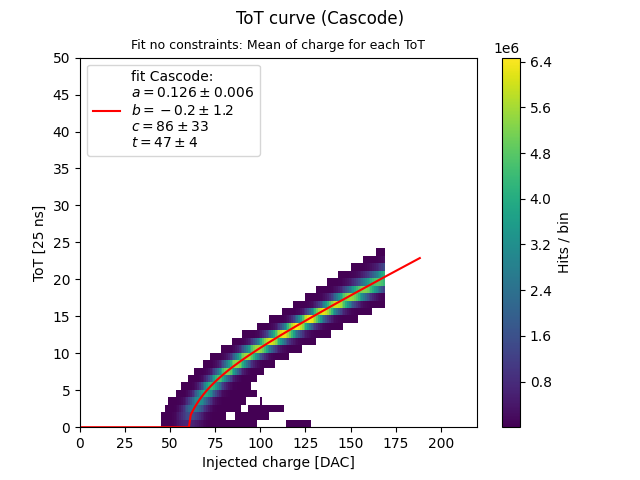 ToT curve (Cascode)
Fit no constraints: Mean of charge for each ToT
1e6
fit Cascode:
a = 0.126 ± 0.006
b = −0.2 ± 1.2
c = 86 ± 33
t = 47 ± 4
50
45
40
35
30
25
20
15
10
5
0
ToT [25 ns]
0 25 50 75 100 125 150 175 200
Injected charge [DAC]
6.4
5.6
4.8
4.0
3.2
2.4
1.6
0.8
Hits / bin